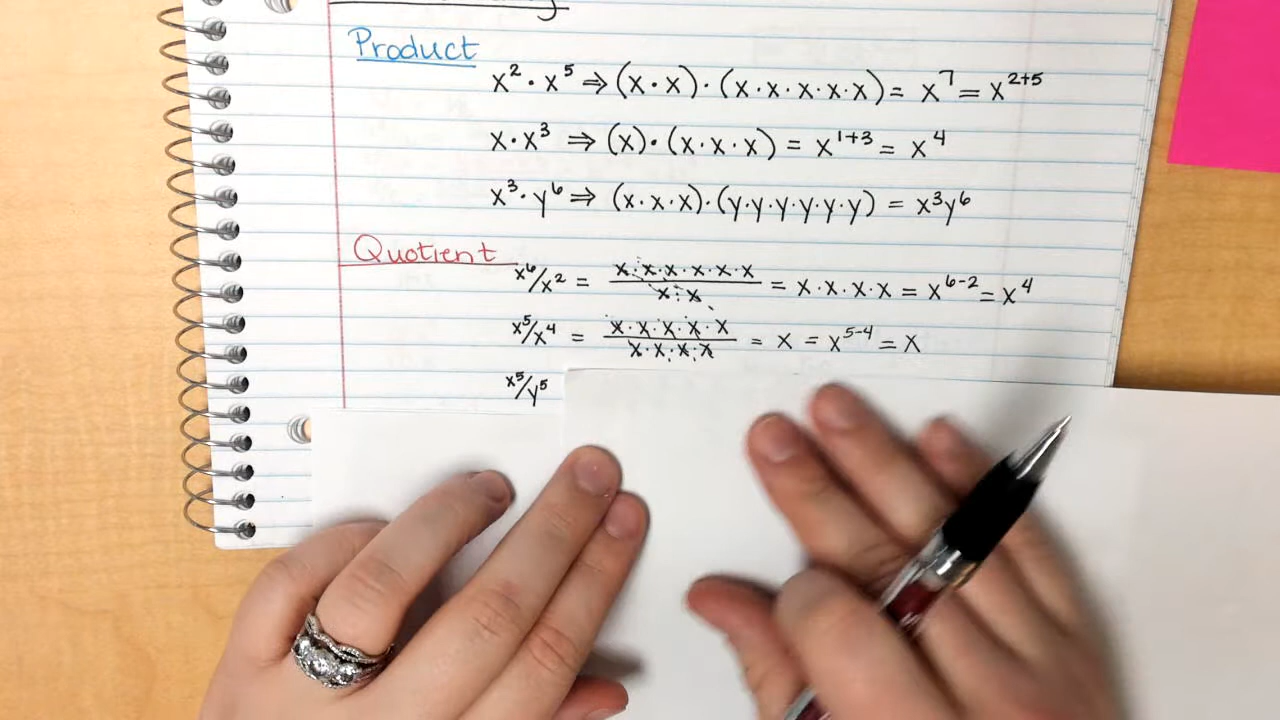 Product
x² · x⁵ ⇒ (x · x) · (x · x · x · x · x) = x⁷ = x²⁺⁵
x · x³ ⇒ (x) · (x · x · x) = x¹⁺³ = x⁴
x³ · y⁶ ⇒ (x · x · x) · (y · y · y · y · y · y) = x³y⁶
Quotient
x⁶/x² = x · x · x · x · x · x / x · x = x · x · x · x = x⁶⁻² = x⁴
x⁵/x⁴ = x · x · x · x · x / x · x · x · x = x = x⁵⁻⁴ = x
x⁵/y⁵